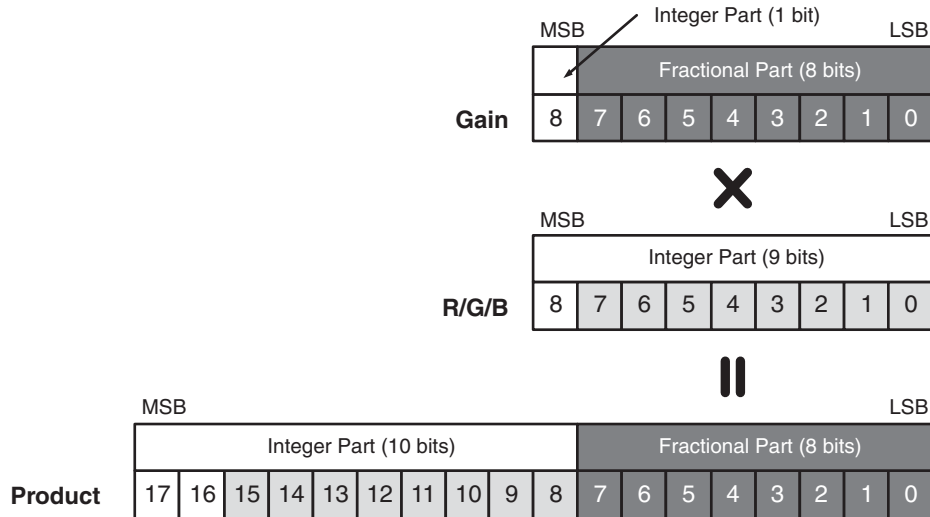 Integer Part (1 bit)
MSB LSB
Fractional Part (8 bits)
Gain 8 7 6 5 4 3 2 1 0
MSB LSB
Integer Part (9 bits)
R/G/B 8 7 6 5 4 3 2 1 0
MSB LSB
Integer Part (10 bits) Fractional Part (8 bits)
Product 17 16 15 14 13 12 11 10 9 8 7 6 5 4 3 2 1 0